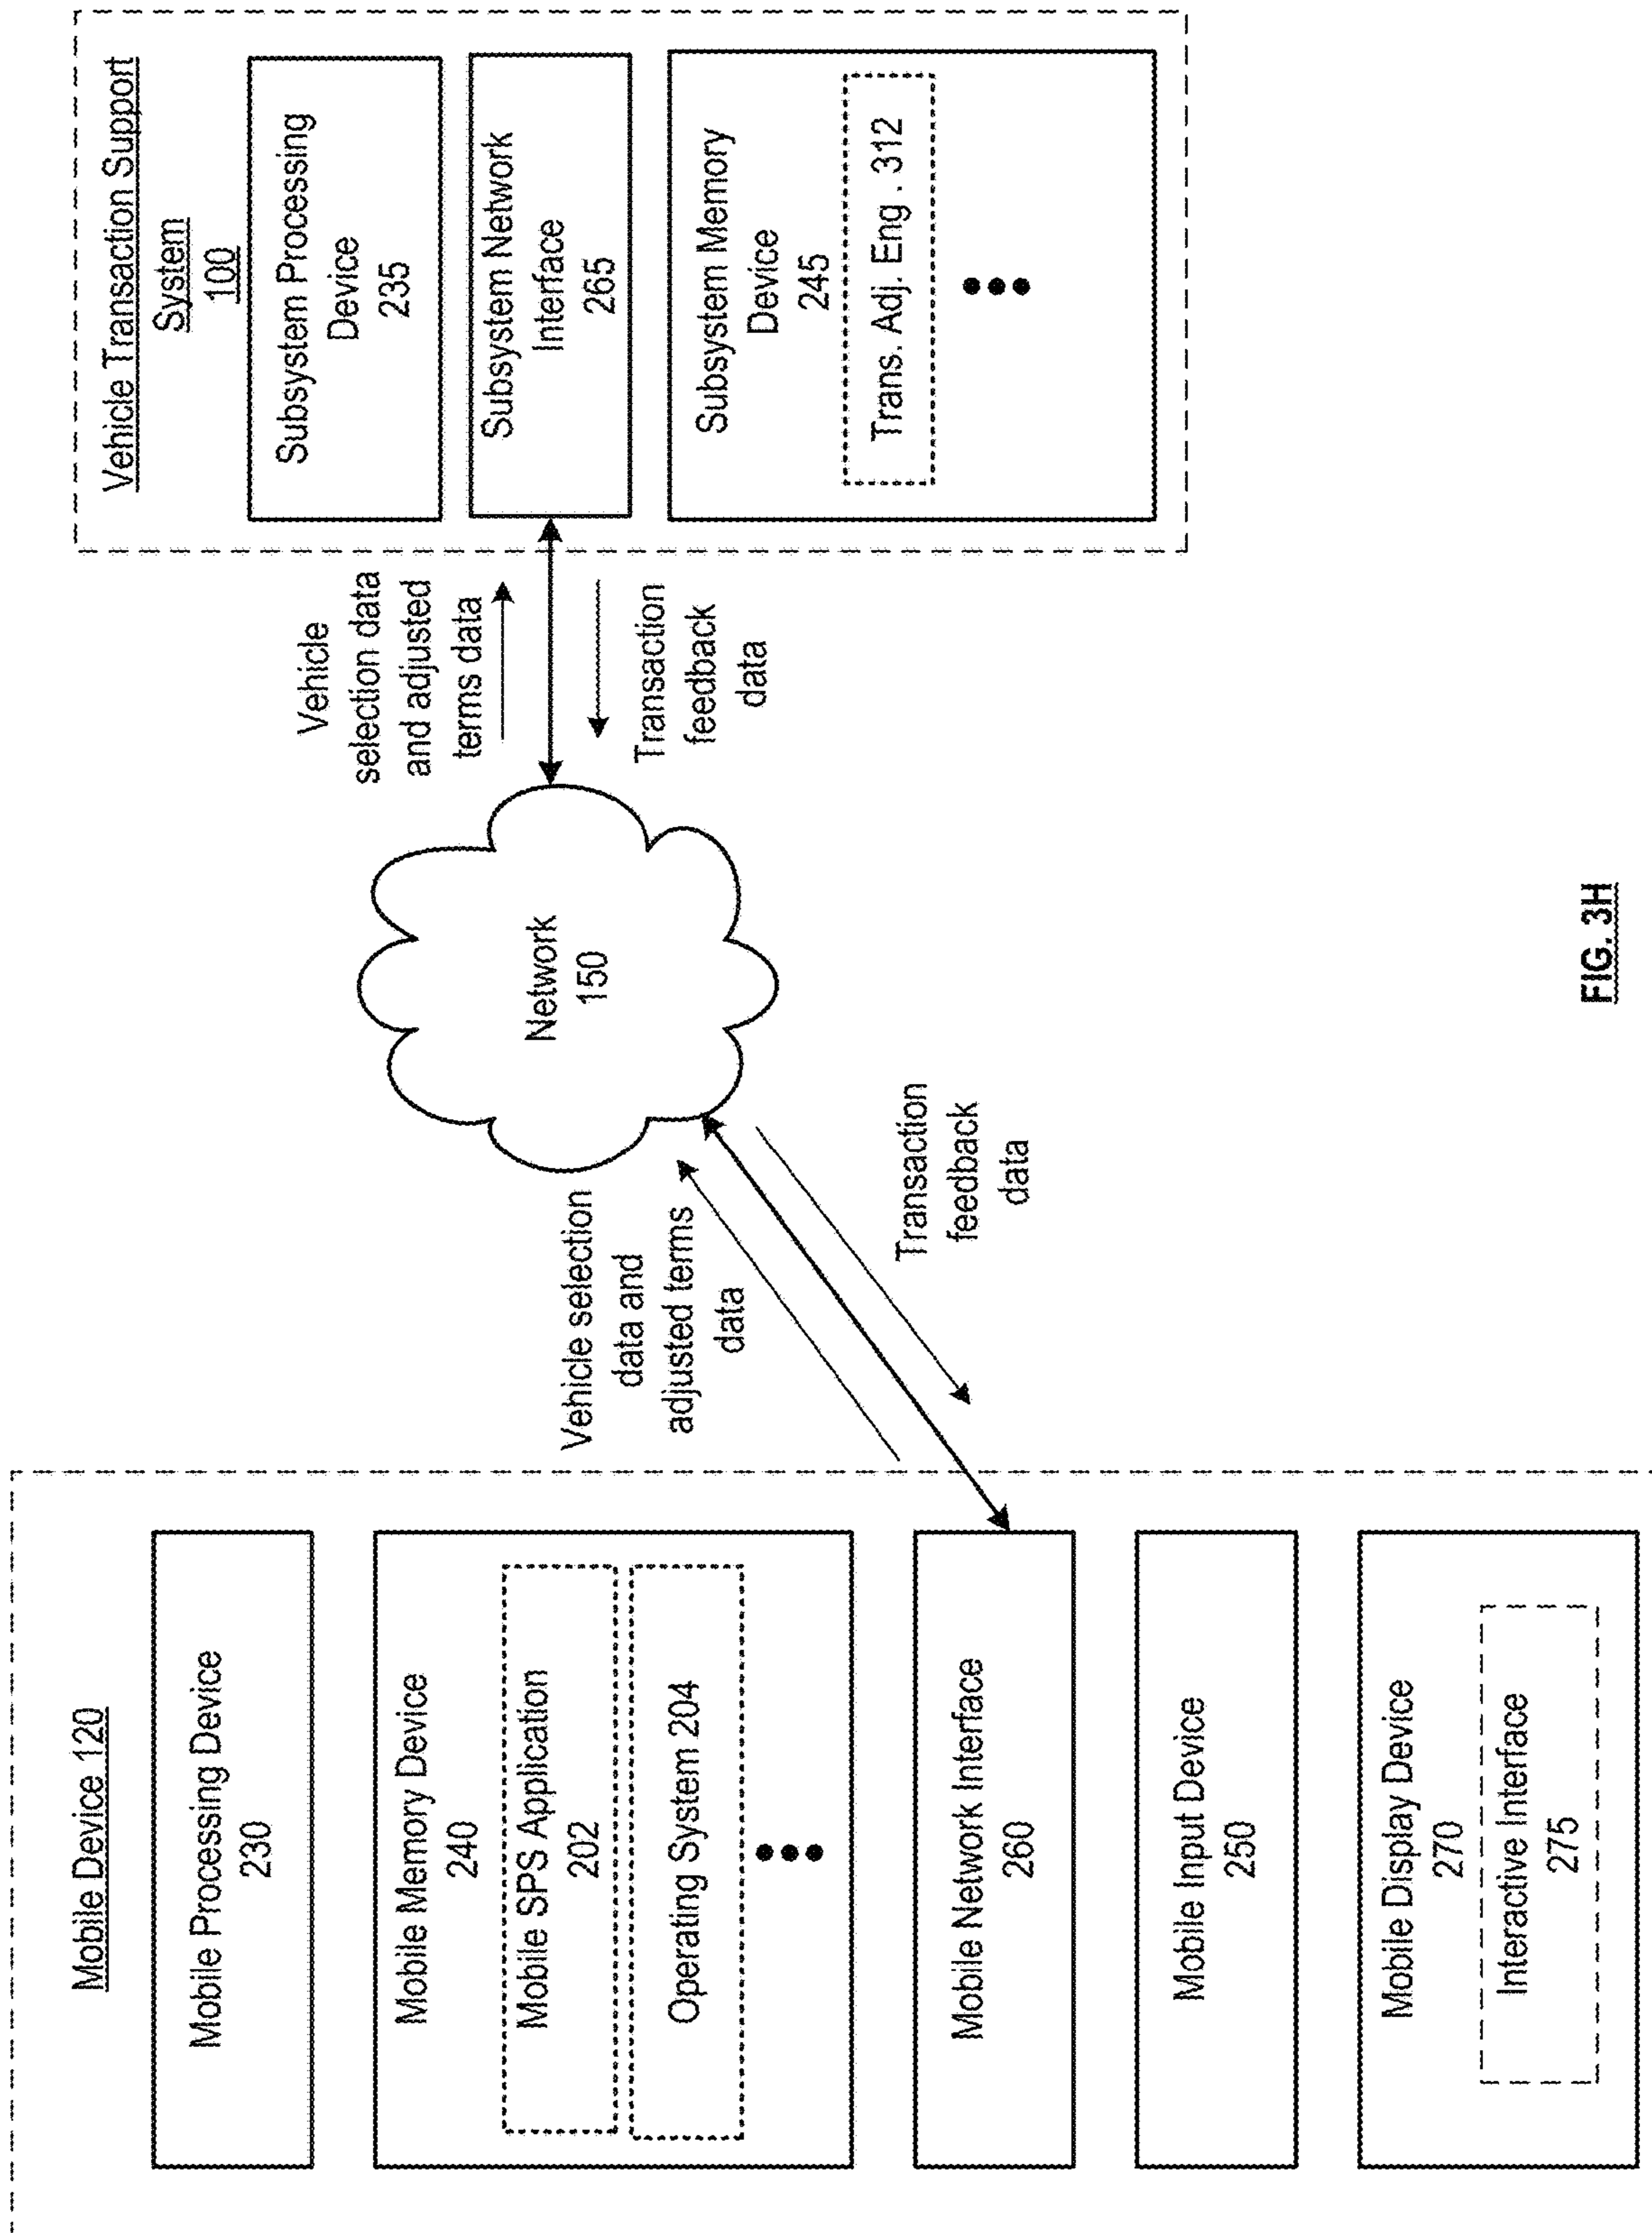 Mobile Device 120
Mobile Processing Device
230
Mobile Memory Device
240
Mobile SPS Application
202
Operating System 204
Mobile Network Interface
260
Mobile Input Device
250
Mobile Display Device
270
Interactive Interface
275
Vehicle selection
data and
adjusted terms
data
Transaction
feedback
data
Network
150
Vehicle
selection data
and adjusted
terms data
Transaction
feedback
data
Vehicle Transaction Support
System
100
Subsystem Processing
Device
235
Subsystem Network
Interface
265
Subsystem Memory
Device
245
Trans. Adj. Eng . 312
FIG. 3H